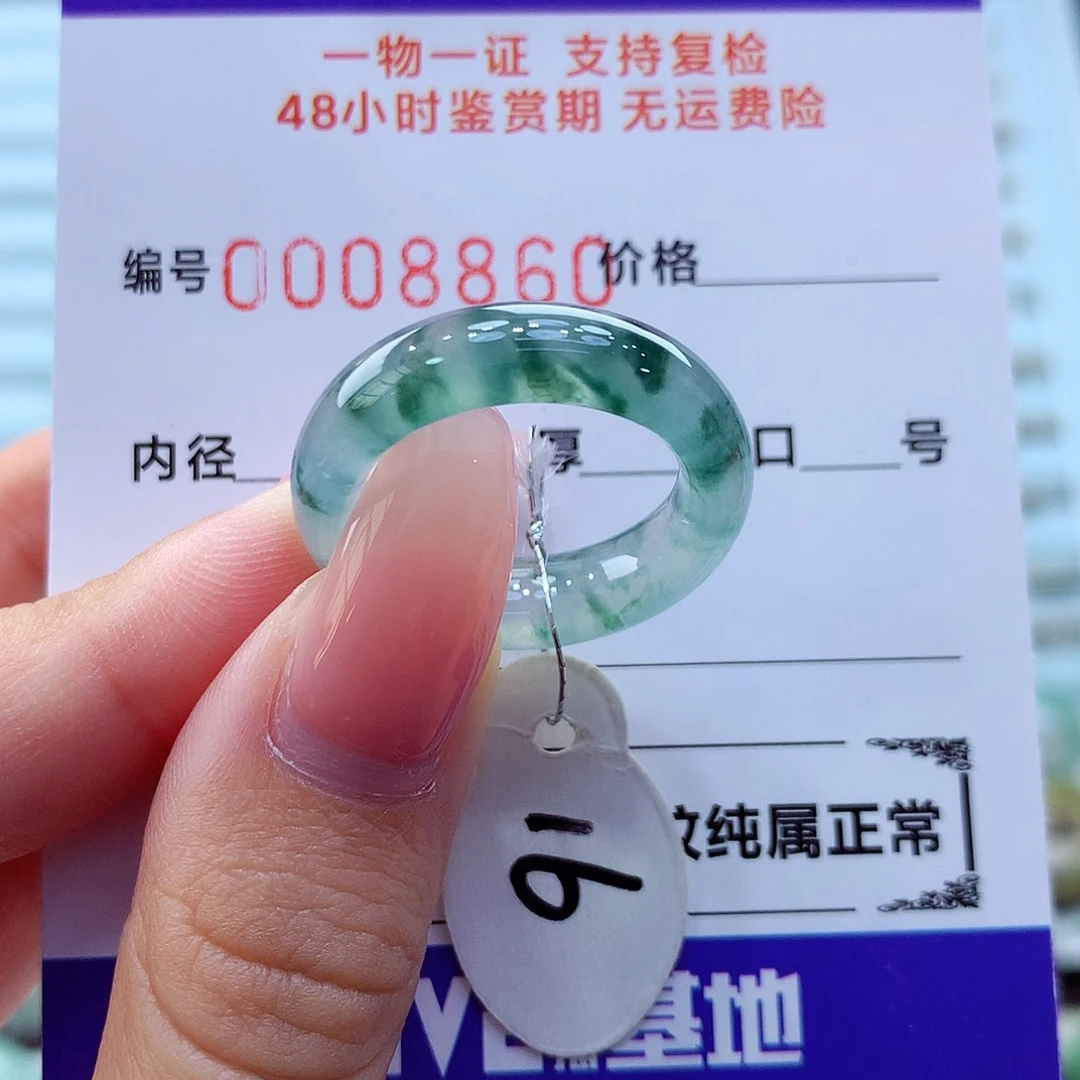 一物一证 支持复检
48小时鉴赏期 无运费险
编号 0008860 价格
内径 厚 口 号
纹纯属正常
16
基地